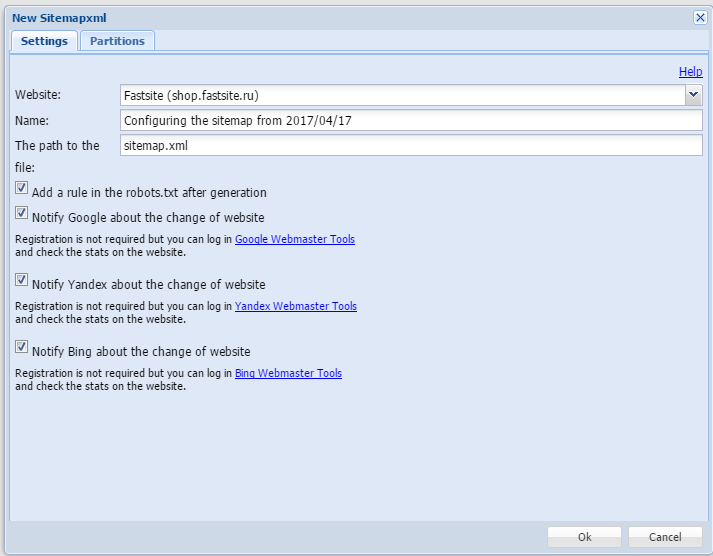 New Sitemapxml
Settings Partitions
Help
Website: Fastsite (shop.fastsite.ru)
Name: Configuring the sitemap from 2017/04/17
The path to the sitemap.xml
file:
Add a rule in the robots.txt after generation
Notify Google about the change of website
Registration is not required but you can log in Google Webmaster Tools
and check the stats on the website.
Notify Yandex about the change of website
Registration is not required but you can log in Yandex Webmaster Tools
and check the stats on the website.
Notify Bing about the change of website
Registration is not required but you can log in Bing Webmaster Tools
and check the stats on the website.
Ok Cancel